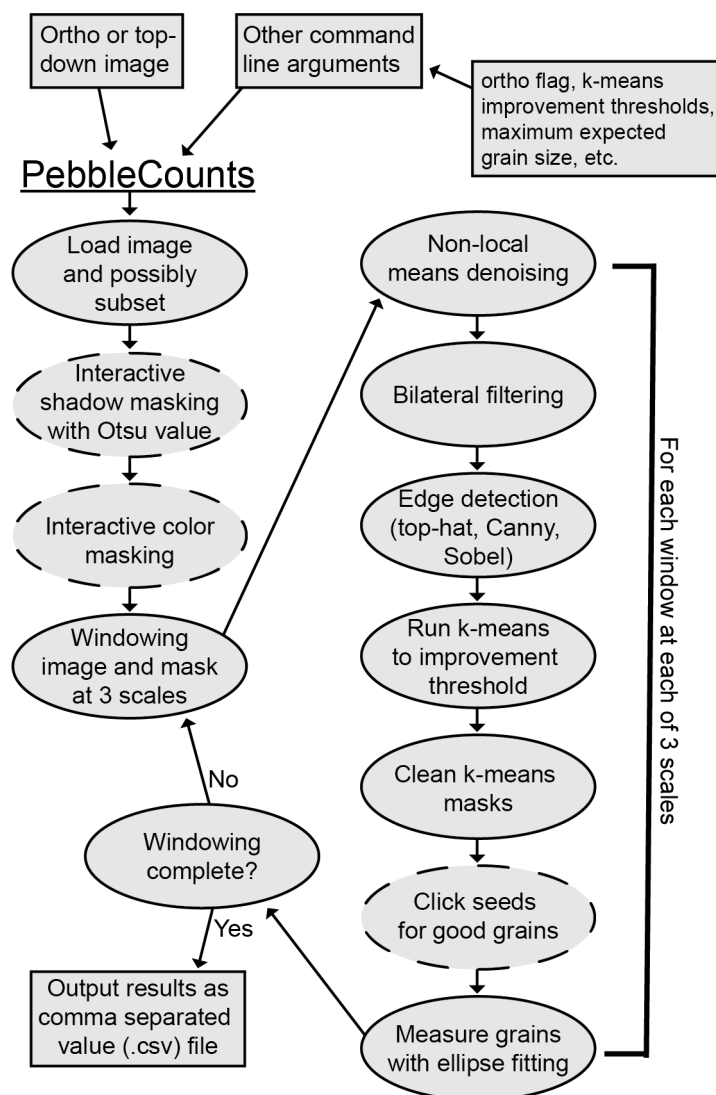 Ortho or top-
down image
Other command
line arguments
ortho flag, k-means
improvement thresholds,
maximum expected
grain size, etc.
PebbleCounts
Load image
and possibly
subset
Interactive
shadow masking
with Otsu value
Interactive color
masking
Windowing
image and mask
at 3 scales
Non-local
means denoising
Bilateral filtering
Edge detection
(top-hat, Canny,
Sobel)
Run k-means
to improvement
threshold
Clean k-means
masks
Click seeds
for good grains
Measure grains
with ellipse fitting
For each window at each of 3 scales
Windowing
complete?
No
Yes
Output results as
comma separated
value (.csv) file